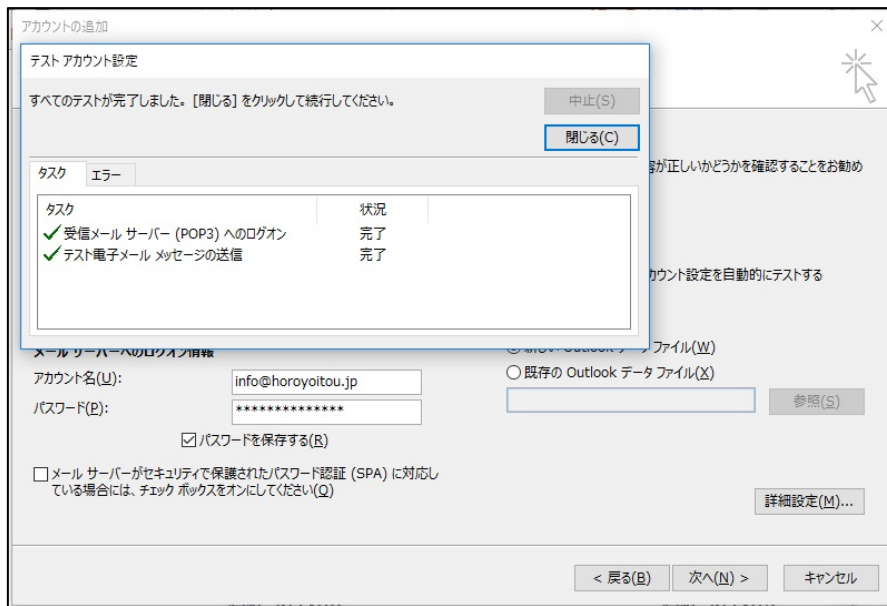 アカウントの追加
テスト アカウント設定
すべてのテストが完了しました。[閉じる] をクリックして続行してください。
中止(S)
閉じる(C)
タスク エラー
タスク 状況
受信メール サーバー (POP3) へのログオン 完了
テスト電子メール メッセージの送信 完了
が正しいかどうかを確認することをお勧め
カウント設定を自動的にテストする
メール サーバーへのログオン情報
新しい Outlook データ ファイル(W)
アカウント名(U): info@horoyoitou.jp
既存の Outlook データ ファイル(X)
パスワード(P): **************
参照(S)
パスワードを保存する(R)
メール サーバーがセキュリティで保護されたパスワード認証 (SPA) に対応し
ている場合には、チェック ボックスをオンにしてください(Q)
詳細設定(M)...
< 戻る(B) 次へ(N) > キャンセル